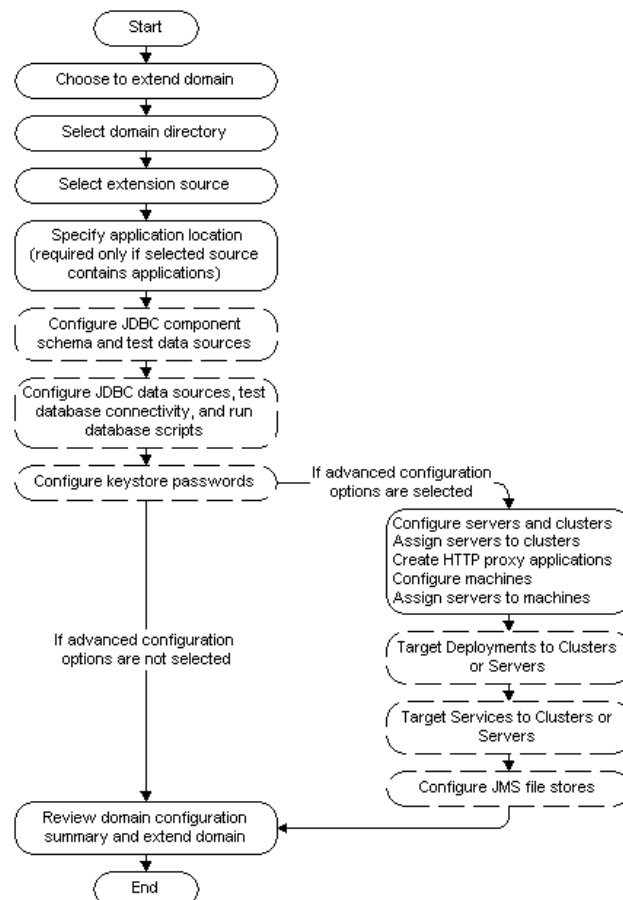 Start
Choose to extend domain
Select domain directory
Select extension source
Specify application location
(required only if selected source
contains applications)
Configure JDBC component
schema and test data sources
Configure JDBC data sources, test
database connectivity, and run
database scripts
Configure keystore passwords
If advanced configuration
options are selected
Configure servers and clusters
Assign servers to clusters
Create HTTP proxy applications
Configure machines
Assign servers to machines
If advanced configuration
options are not selected
Target Deployments to Clusters
or Servers
Target Services to Clusters or
Servers
Configure JMS file stores
Review domain configuration
summary and extend domain
End